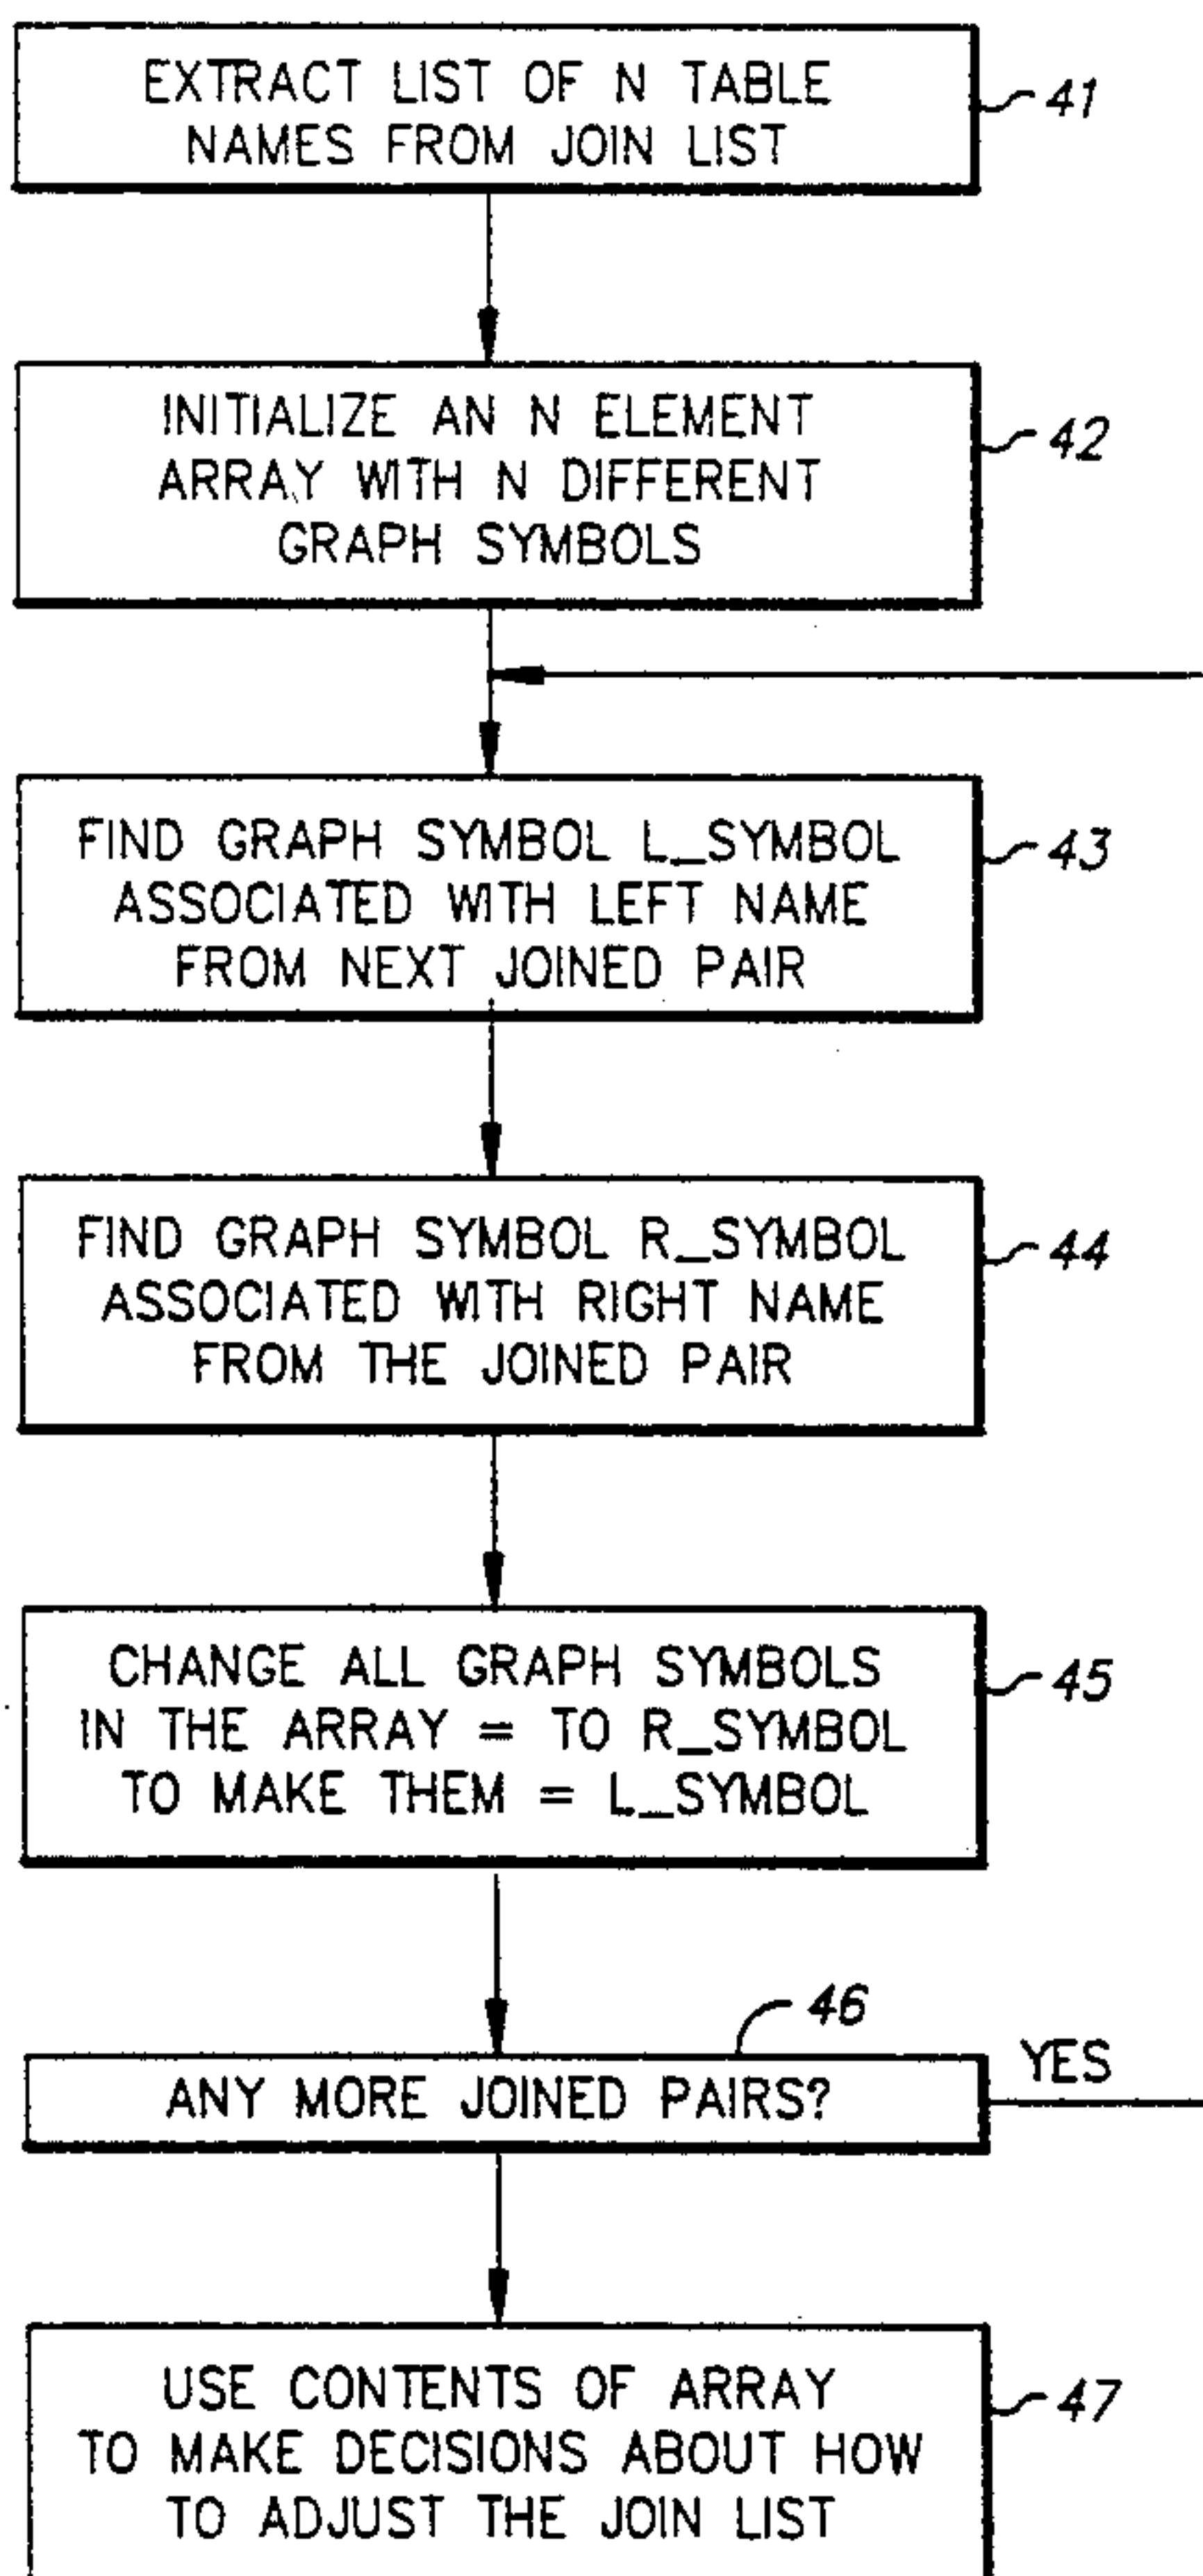 EXTRACT LIST OF N TABLE
NAMES FROM JOIN LIST
41
INITIALIZE AN N ELEMENT
ARRAY WITH N DIFFERENT
GRAPH SYMBOLS
42
FIND GRAPH SYMBOL L_SYMBOL
ASSOCIATED WITH LEFT NAME
FROM NEXT JOINED PAIR
43
FIND GRAPH SYMBOL R_SYMBOL
ASSOCIATED WITH RIGHT NAME
FROM THE JOINED PAIR
44
CHANGE ALL GRAPH SYMBOLS
IN THE ARRAY = TO R_SYMBOL
TO MAKE THEM = L_SYMBOL
45
46
ANY MORE JOINED PAIRS?
YES
USE CONTENTS OF ARRAY
TO MAKE DECISIONS ABOUT HOW
TO ADJUST THE JOIN LIST
47